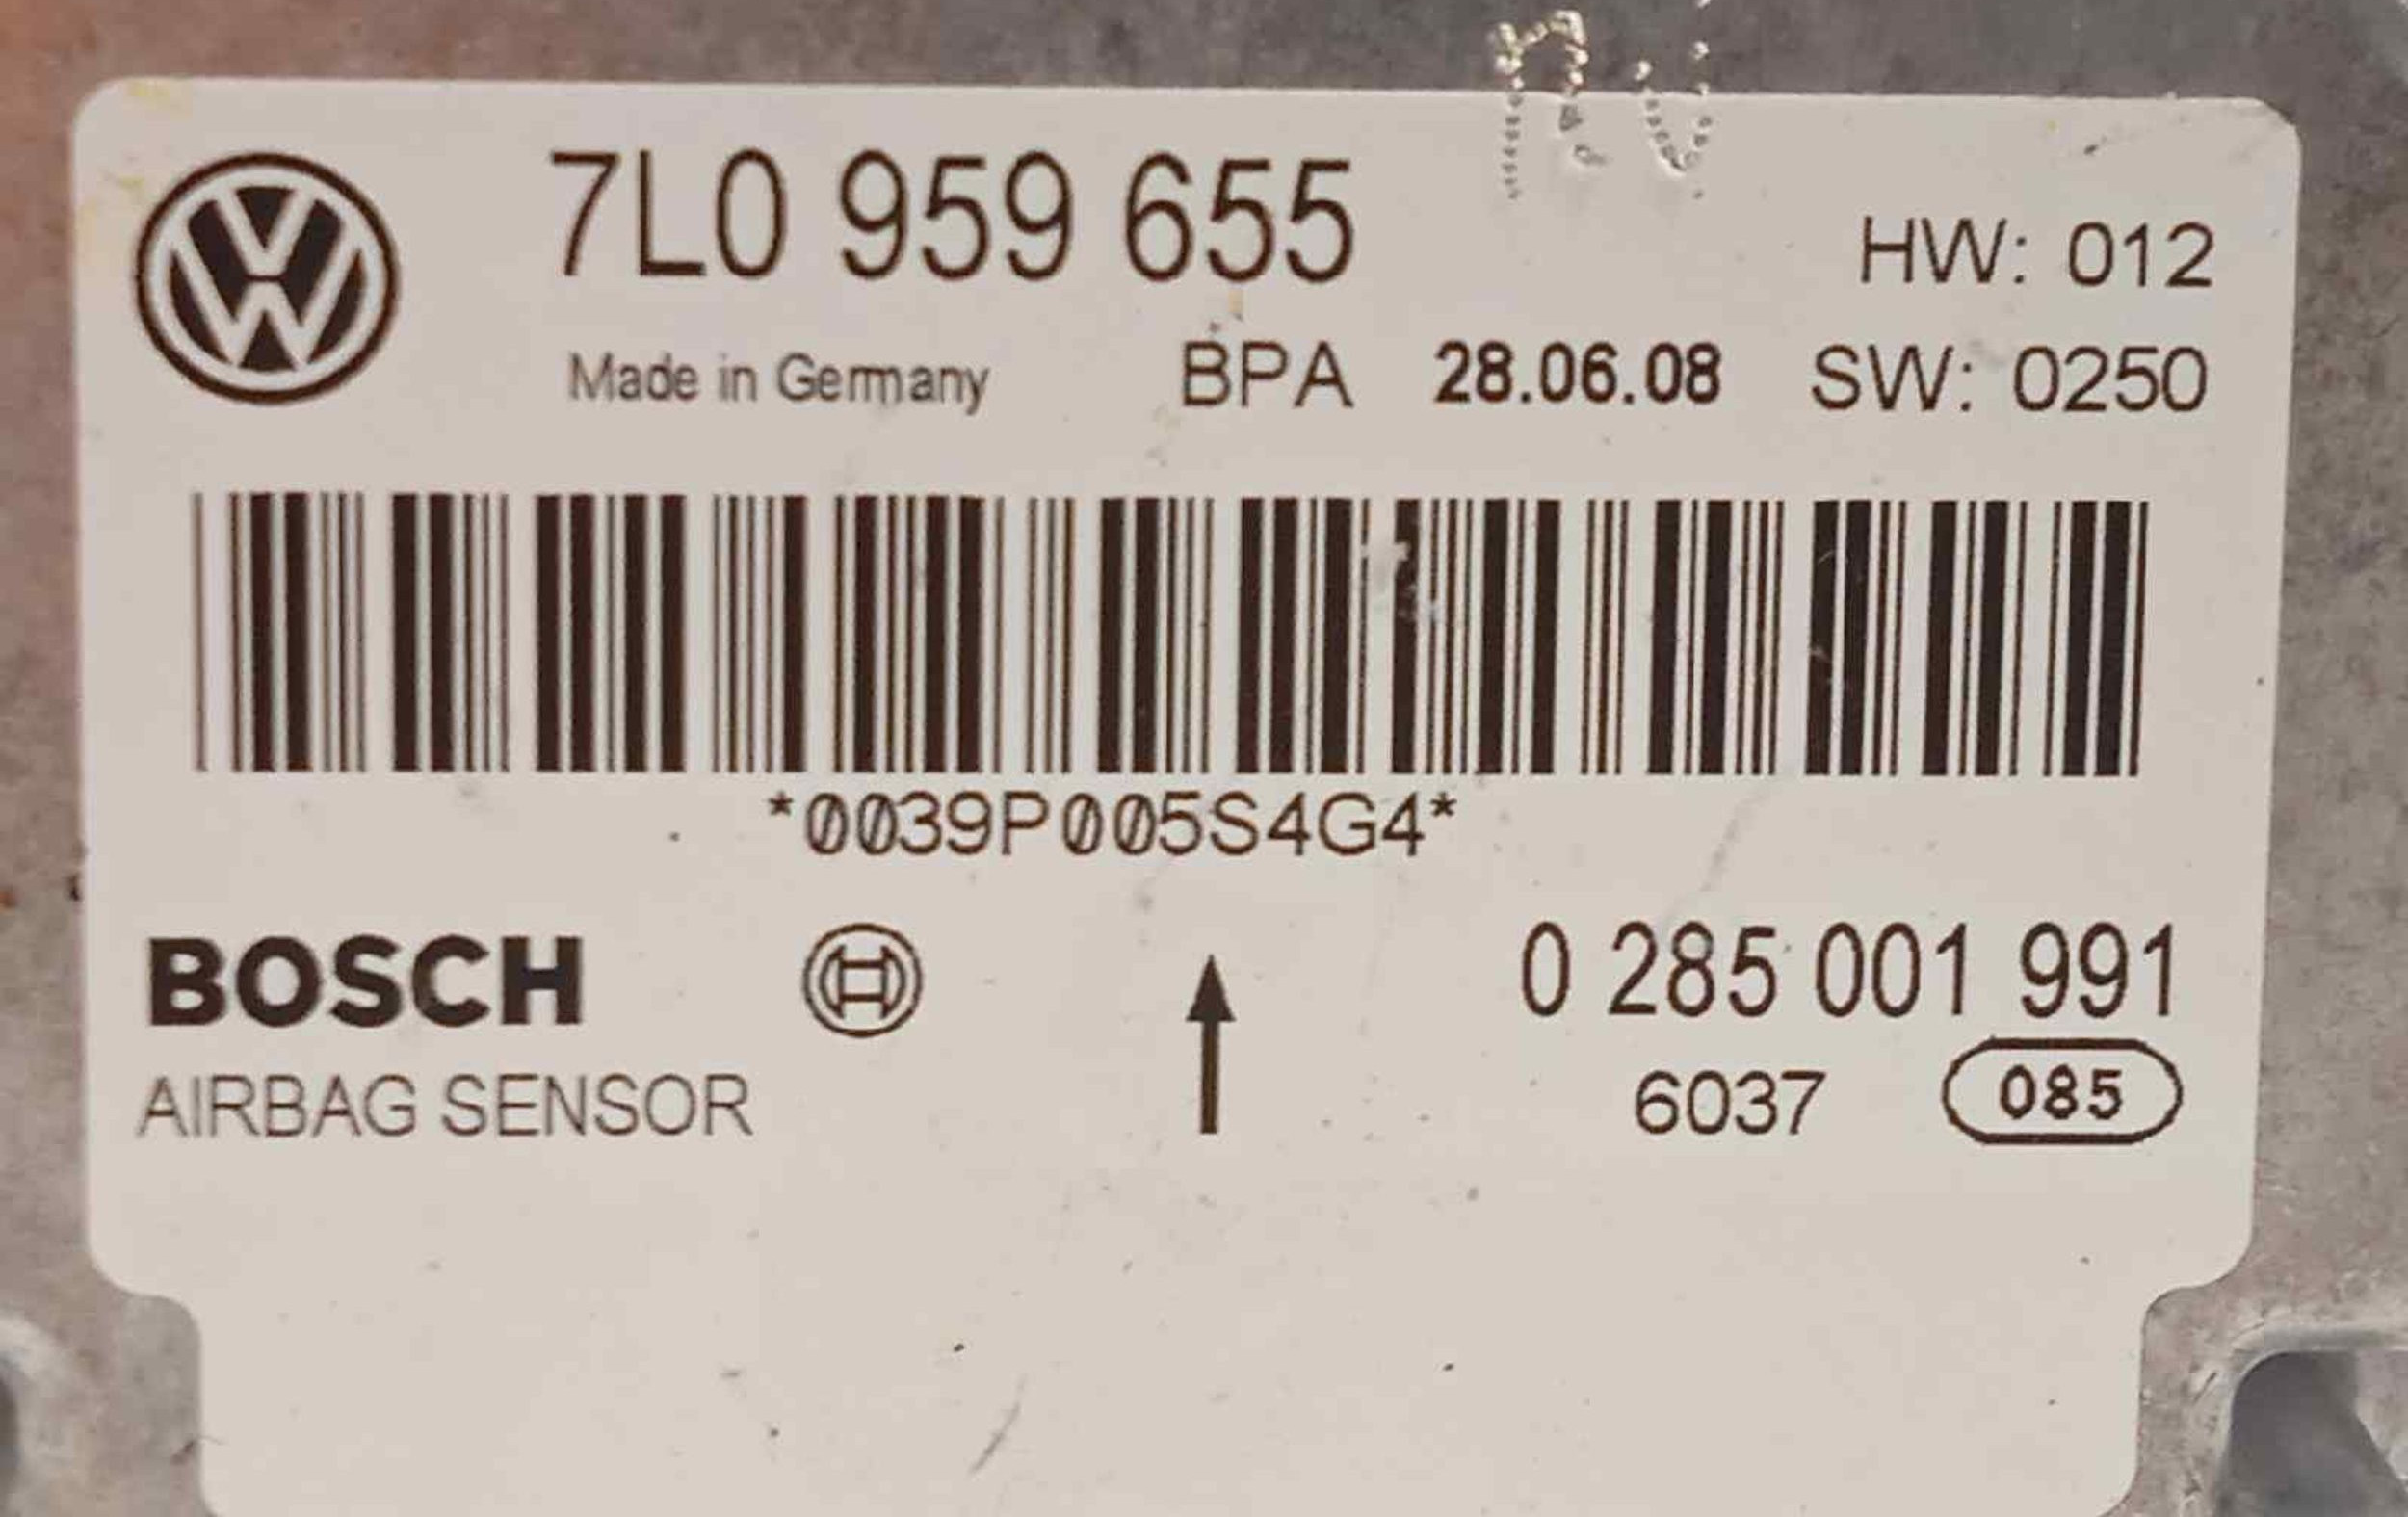 7L0 959 655
HW: 012
Made in Germany BPA 28.06.08 SW: 0250
*0039P005S4G4*
BOSCH 0 285 001 991
AIRBAG SENSOR 6037 085